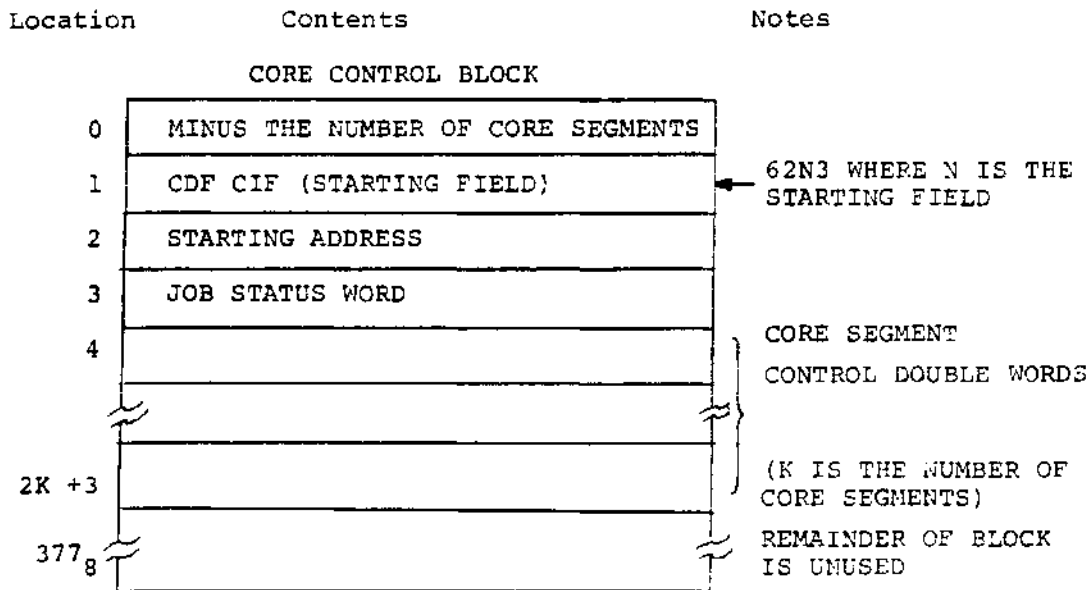 Location Contents Notes
CORE CONTROL BLOCK
0 MINUS THE NUMBER OF CORE SEGMENTS
1 CDF CIF (STARTING FIELD) 62N3 WHERE N IS THE
STARTING FIELD
2 STARTING ADDRESS
3 JOB STATUS WORD
4 CORE SEGMENT
CONTROL DOUBLE WORDS
2K +3 (K IS THE NUMBER OF
CORE SEGMENTS)
377₈ REMAINDER OF BLOCK
IS UNUSED